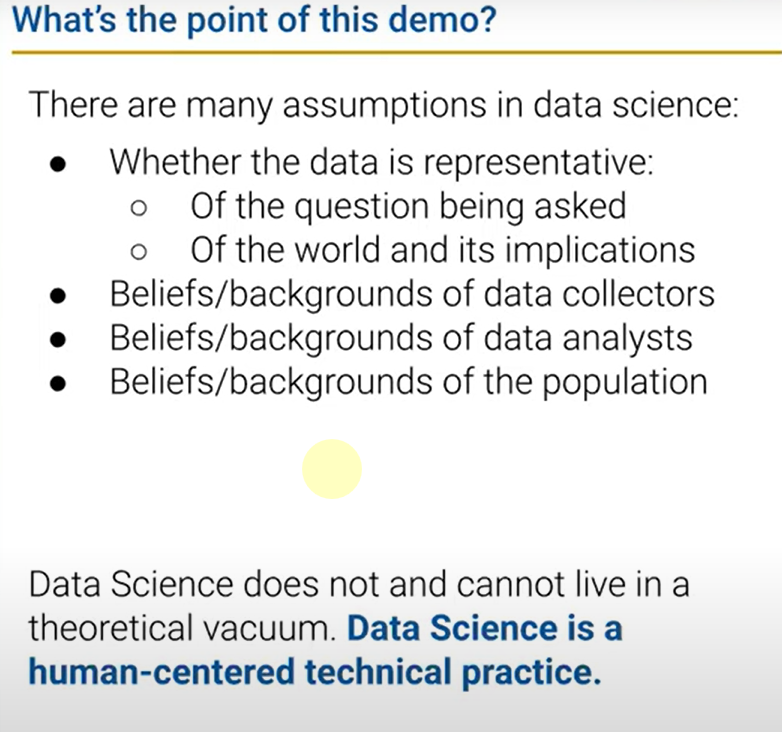 What's the point of this demo?
There are many assumptions in data science:
● Whether the data is representative:
○ Of the question being asked
○ Of the world and its implications
● Beliefs/backgrounds of data collectors
● Beliefs/backgrounds of data analysts
● Beliefs/backgrounds of the population
Data Science does not and cannot live in a
theoretical vacuum. Data Science is a
human-centered technical practice.